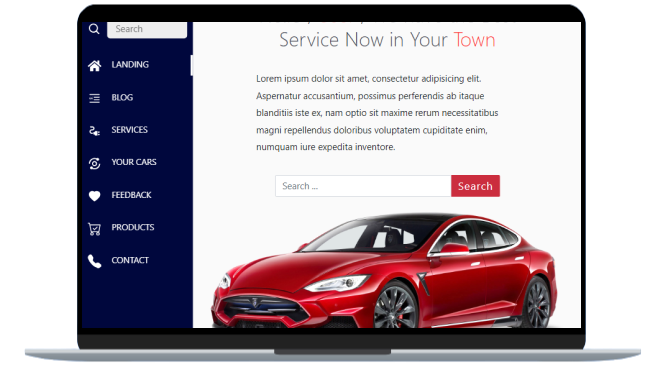 Search
LANDING
BLOG
SERVICES
YOUR CARS
FEEDBACK
PRODUCTS
CONTACT
Service Now in Your Town
Lorem ipsum dolor sit amet, consectetur adipisicing elit.
Aspernatur accusantium, possimus perferendis ab itaque
blanditiis iste ex, nam optio sit maxime rerum necessitatibus
magni repellendus doloribus voluptatem cupiditate enim,
numquam iure expedita inventore.
Search ... Search